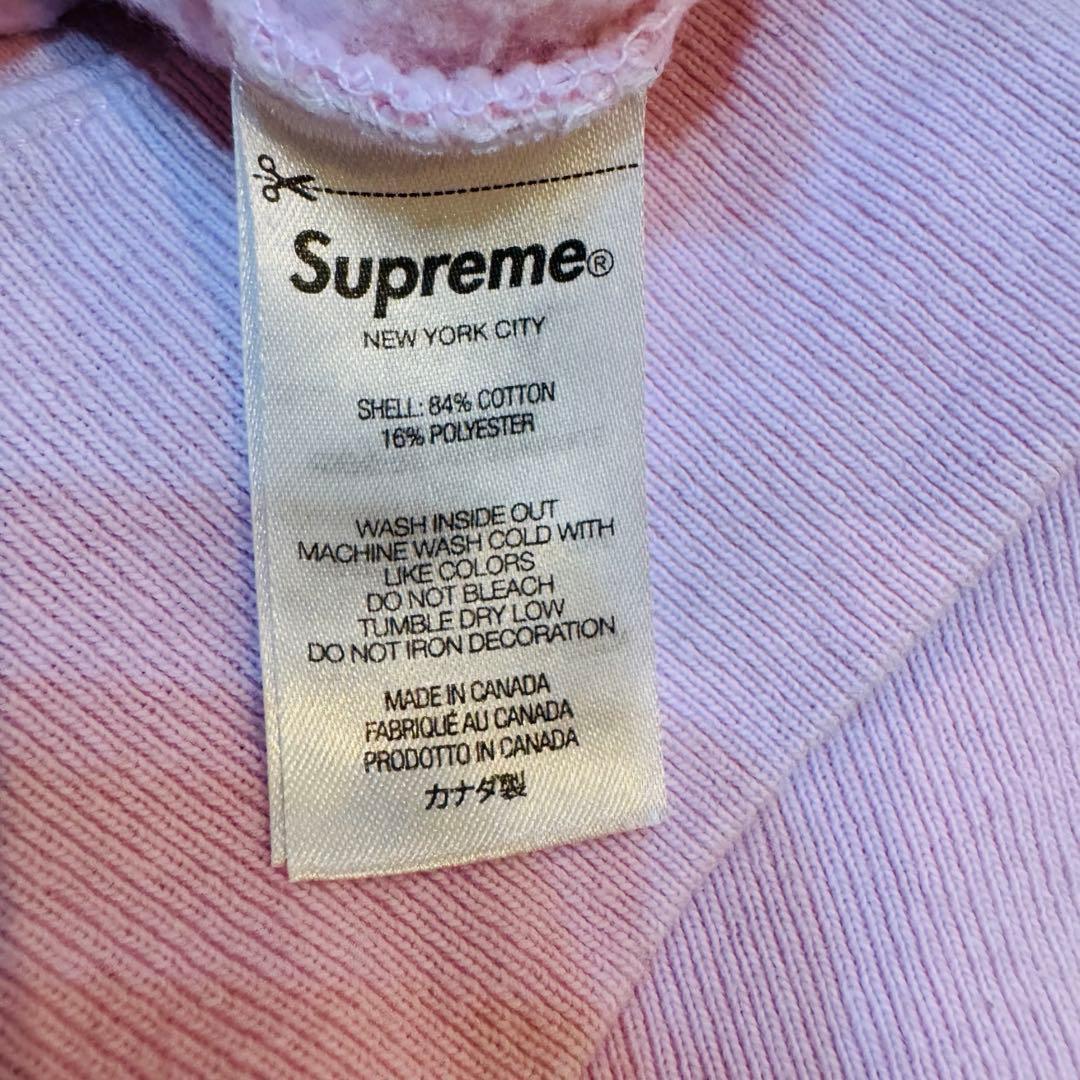 Supreme®
NEW YORK CITY
SHELL: 84% COTTON
16% POLYESTER
WASH INSIDE OUT
MACHINE WASH COLD WITH
LIKE COLORS
DO NOT BLEACH
TUMBLE DRY LOW
DO NOT IRON DECORATION
MADE IN CANADA
FABRIQUÉ AU CANADA
PRODOTTO IN CANADA
カナダ製